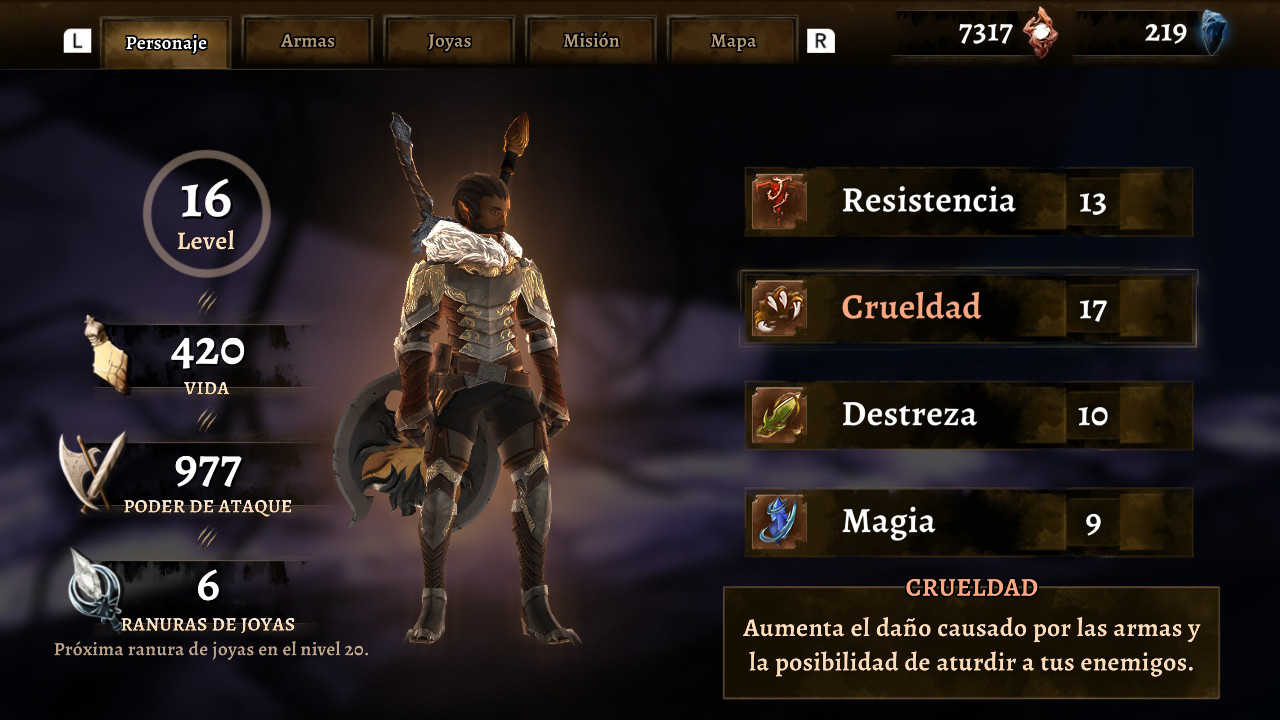 L
Personaje
Armas
Joyas
Misión
Mapa
R
7317
219
16
Level
420
VIDA
977
PODER DE ATAQUE
6
RANURAS DE JOYAS
Próxima ranura de joyas en el nivel 20.
Resistencia 13
Crueldad 17
Destreza 10
Magia 9
CRUELDAD
Aumenta el daño causado por las armas y
la posibilidad de aturdir a tus enemigos.